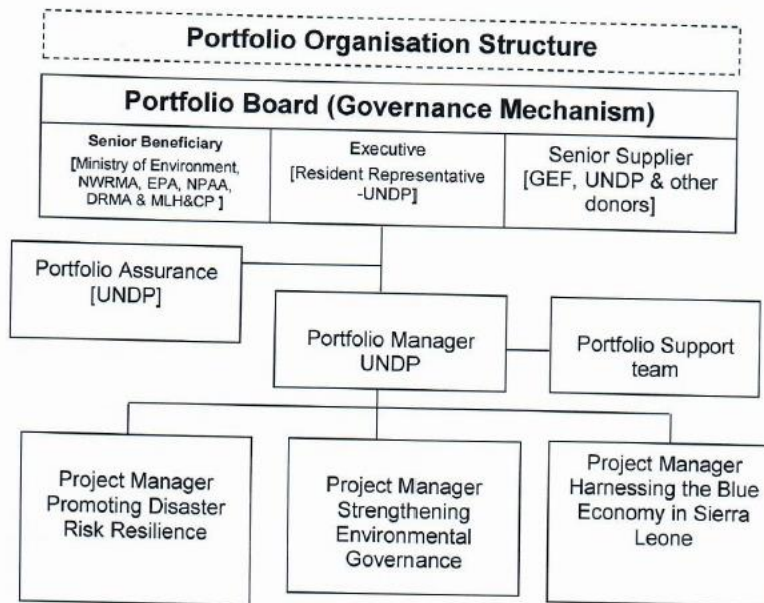 Portfolio Organisation Structure
Portfolio Board (Governance Mechanism)
Senior Beneficiary
[Ministry of Environment,
NWRMA, EPA, NPAA,
DRMA & MLH&CP ]
Executive
[Resident Representative
-UNDP]
Senior Supplier
[GEF, UNDP & other
donors]
Portfolio Assurance
[UNDP]
Portfolio Manager
UNDP
Portfolio Support
team
Project Manager
Promoting Disaster
Risk Resilience
Project Manager
Strengthening
Environmental
Governance
Project Manager
Harnessing the Blue
Economy in Sierra
Leone